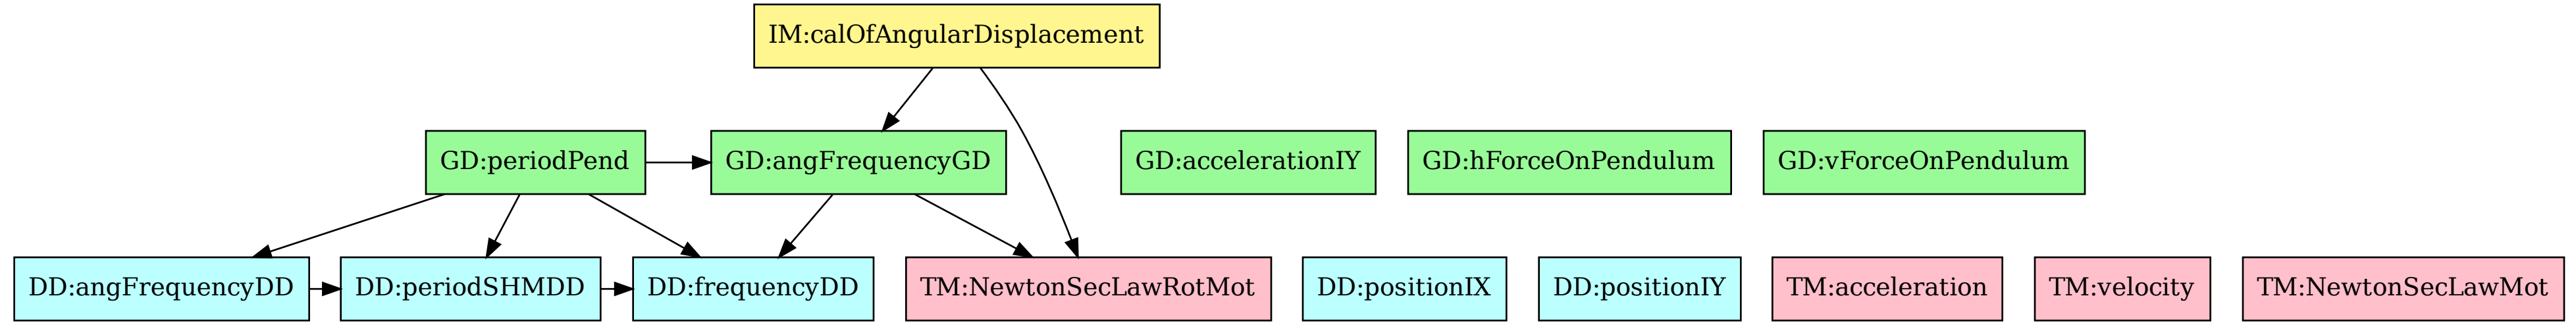 IM:calOfAngularDisplacement
GD:periodPend
GD:angFrequencyGD
GD:accelerationIY
GD:hForceOnPendulum
GD:vForceOnPendulum
DD:angFrequencyDD
DD:periodSHMDD
DD:frequencyDD
TM:NewtonSecLawRotMot
DD:positionIX
DD:positionIY
TM:acceleration
TM:velocity
TM:NewtonSecLawMot